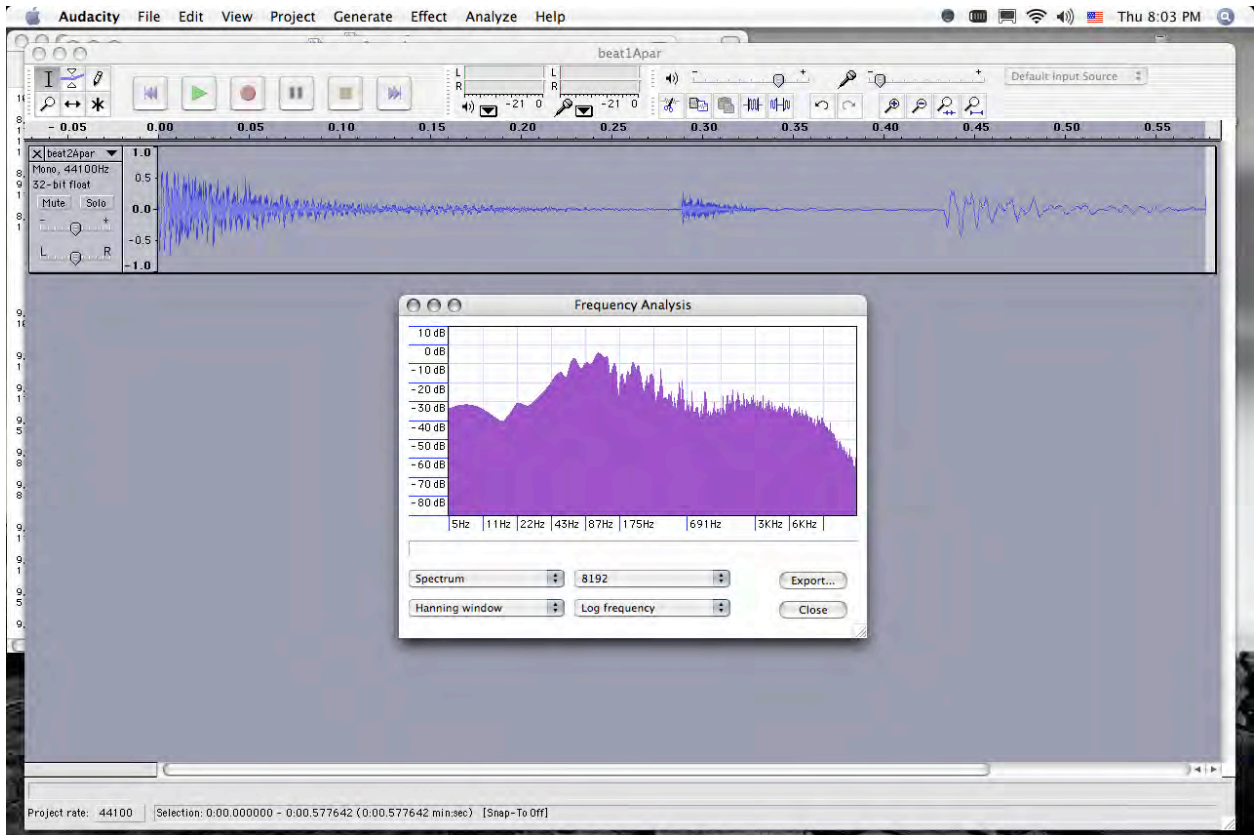 Audacity File Edit View Project Generate Effect Analyze Help Thu 8:03 PM
beat1Apar
L L
R R
-21 0 -21 0
- +
- +
Default Input Source
- 0.05 0.00 0.05 0.10 0.15 0.20 0.25 0.30 0.35 0.40 0.45 0.50 0.55
X beat2Apar
Mono, 44100Hz
32-bit float
Mute Solo
- +
L R
1.0
0.5
0.0
-0.5
-1.0
Frequency Analysis
10 dB
0 dB
-10 dB
-20 dB
-30 dB
-40 dB
-50 dB
-60 dB
-70 dB
-80 dB
5Hz 11Hz 22Hz 43Hz 87Hz 175Hz 691Hz 3KHz 6KHz
Spectrum 8192 Export...
Hanning window Log frequency Close
Project rate: 44100 Selection: 0:00.000000 - 0:00.577642 (0:00.577642 min:sec) [Snap-To Off]